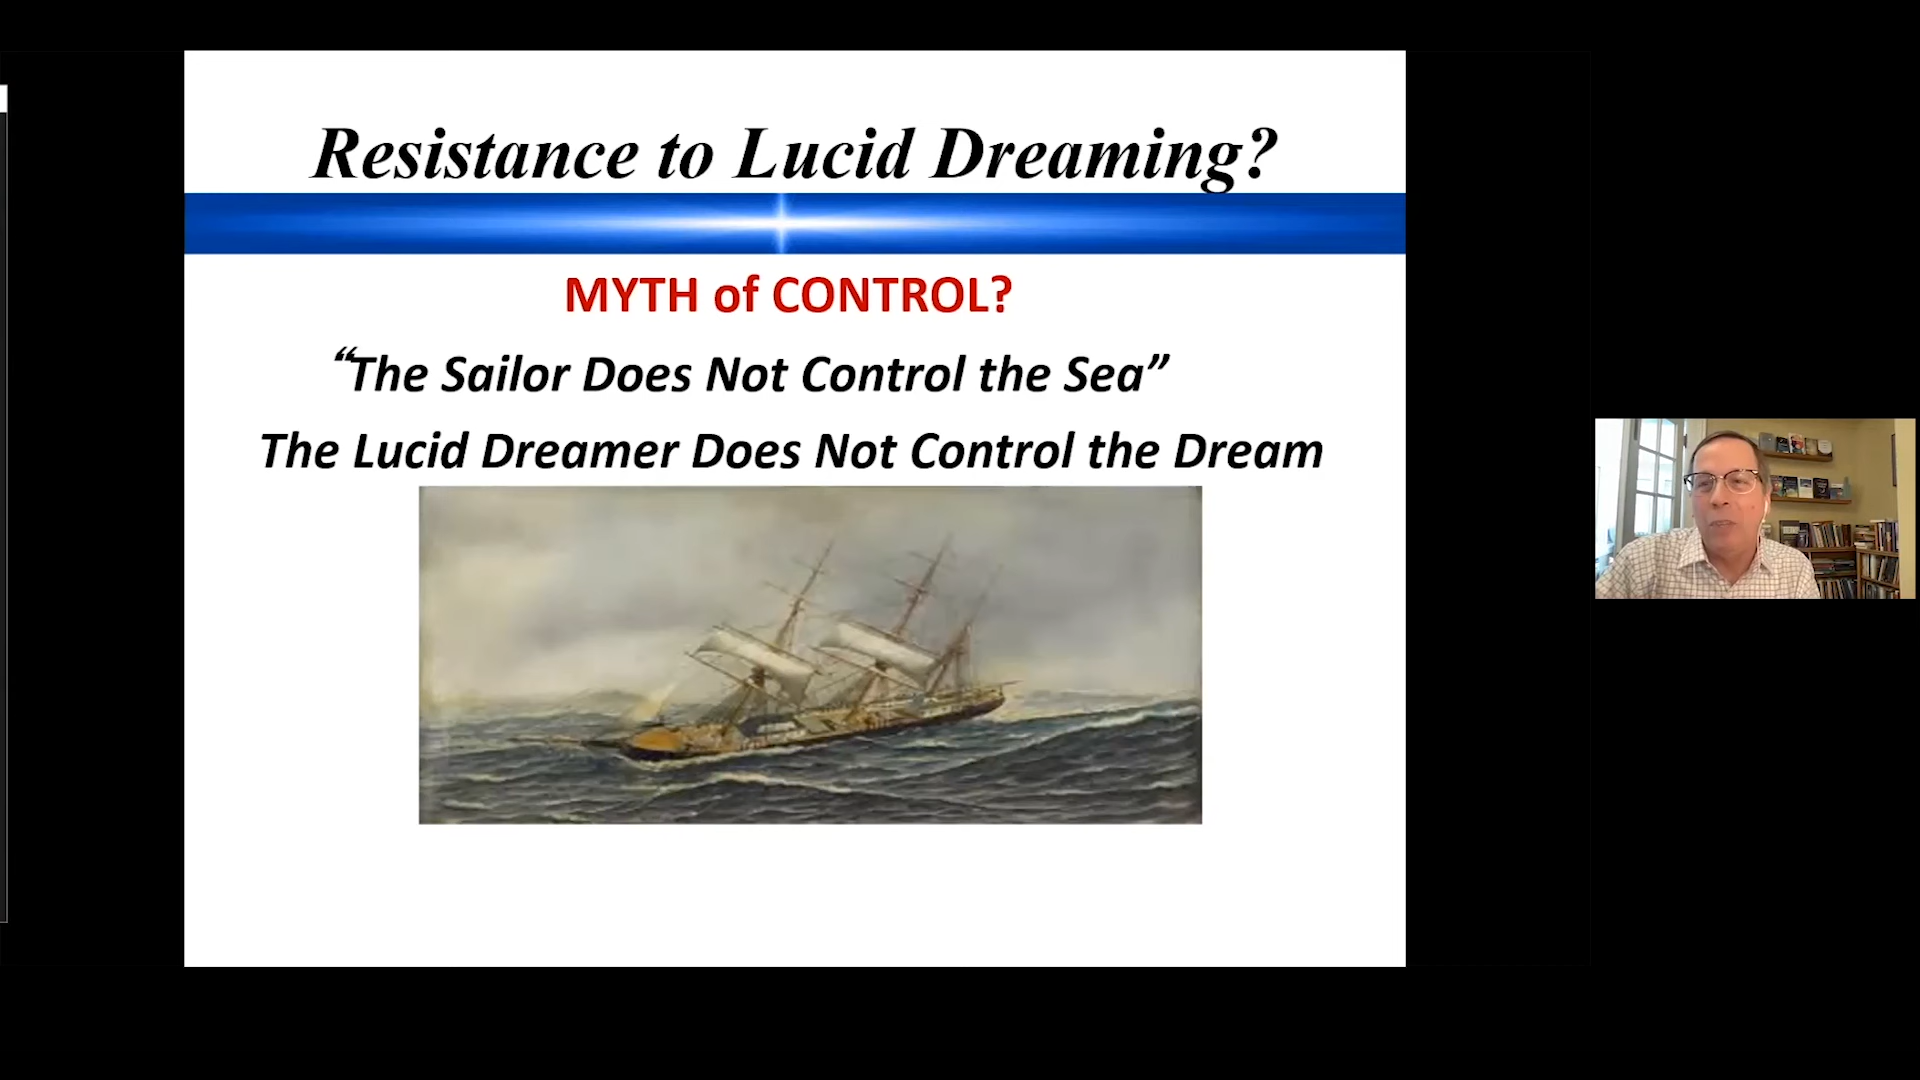 Resistance to Lucid Dreaming?
MYTH of CONTROL?
“The Sailor Does Not Control the Sea”
The Lucid Dreamer Does Not Control the Dream